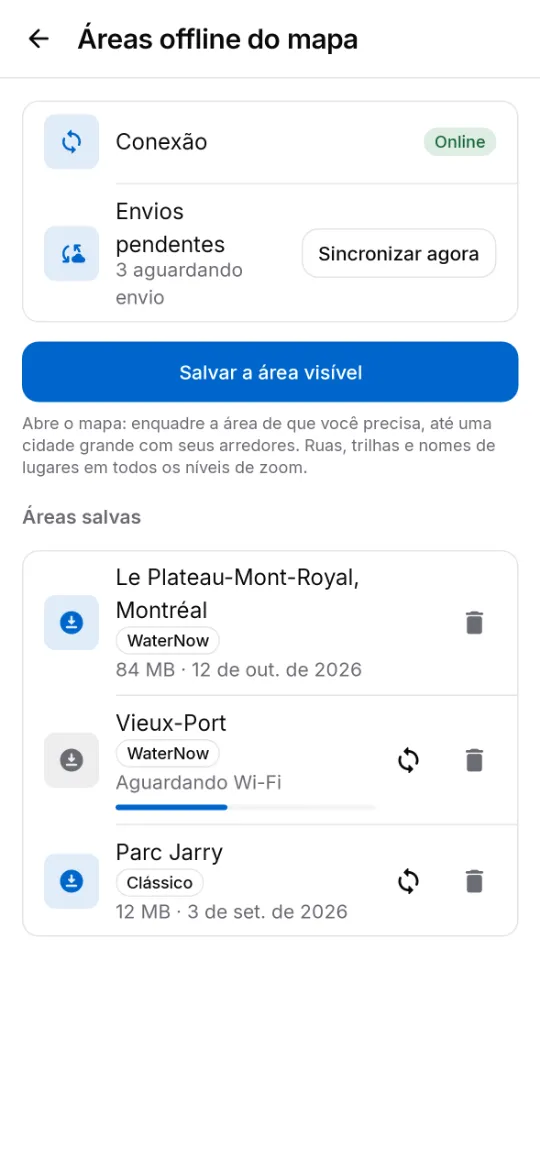 Áreas offline do mapa
Conexão
Online
Envios
pendentes
3 aguardando
envio
Sincronizar agora
Salvar a área visível
Abre o mapa: enquadre a área de que você precisa, até uma
cidade grande com seus arredores. Ruas, trilhas e nomes de
lugares em todos os níveis de zoom.
Áreas salvas
Le Plateau-Mont-Royal,
Montréal
WaterNow
84 MB · 12 de out. de 2026
Vieux-Port
WaterNow
Aguardando Wi-Fi
Parc Jarry
Clássico
12 MB · 3 de set. de 2026